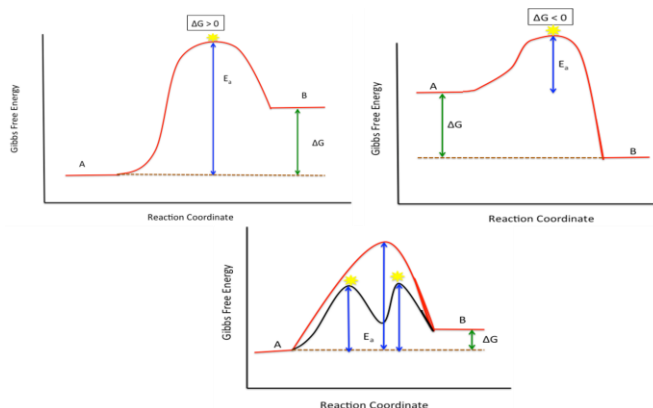 ΔG > 0
Gibbs Free Energy
A
Ea
B
ΔG
Reaction Coordinate
ΔG < 0
Gibbs Free Energy
A
Ea
ΔG
B
Reaction Coordinate
Gibbs Free Energy
A
Ea
B
ΔG
Reaction Coordinate